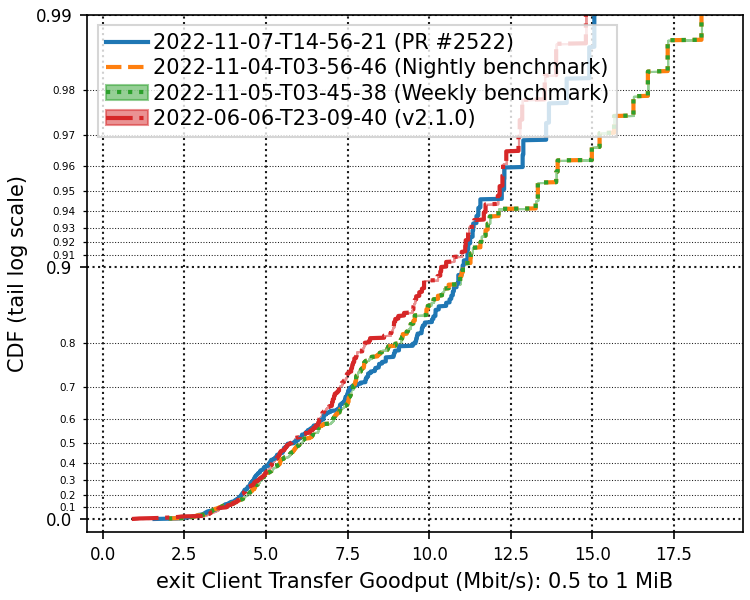 0.99
2022-11-07-T14-56-21 (PR #2522)
2022-11-04-T03-56-46 (Nightly benchmark)
2022-11-05-T03-45-38 (Weekly benchmark)
2022-06-06-T23-09-40 (v2.1.0)
0.98
0.97
0.96
0.95
0.94
0.93
0.92
0.91
0.9
0.8
0.7
0.6
0.5
0.4
0.3
0.2
0.1
0.0
CDF (tail log scale)
0.0 2.5 5.0 7.5 10.0 12.5 15.0 17.5
exit Client Transfer Goodput (Mbit/s): 0.5 to 1 MiB